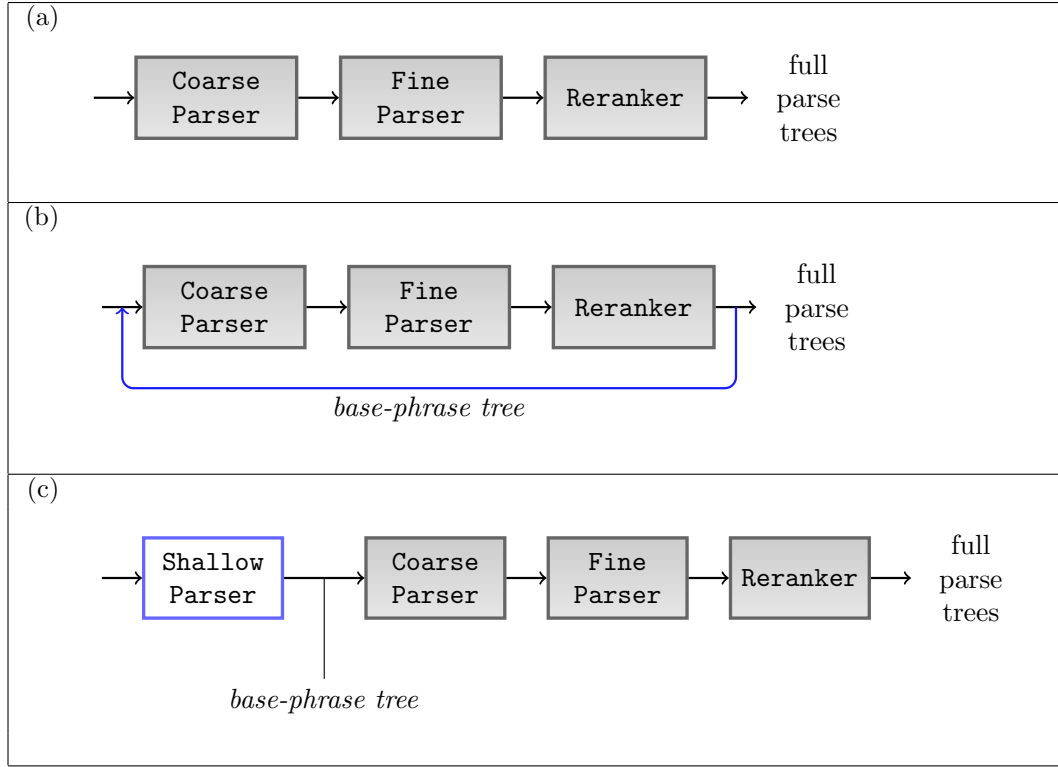 (a)
Coarse
Parser
Fine
Parser
Reranker
full
parse
trees
(b)
Coarse
Parser
Fine
Parser
Reranker
full
parse
trees
base-phrase tree
(c)
Shallow
Parser
Coarse
Parser
Fine
Parser
Reranker
full
parse
trees
base-phrase tree